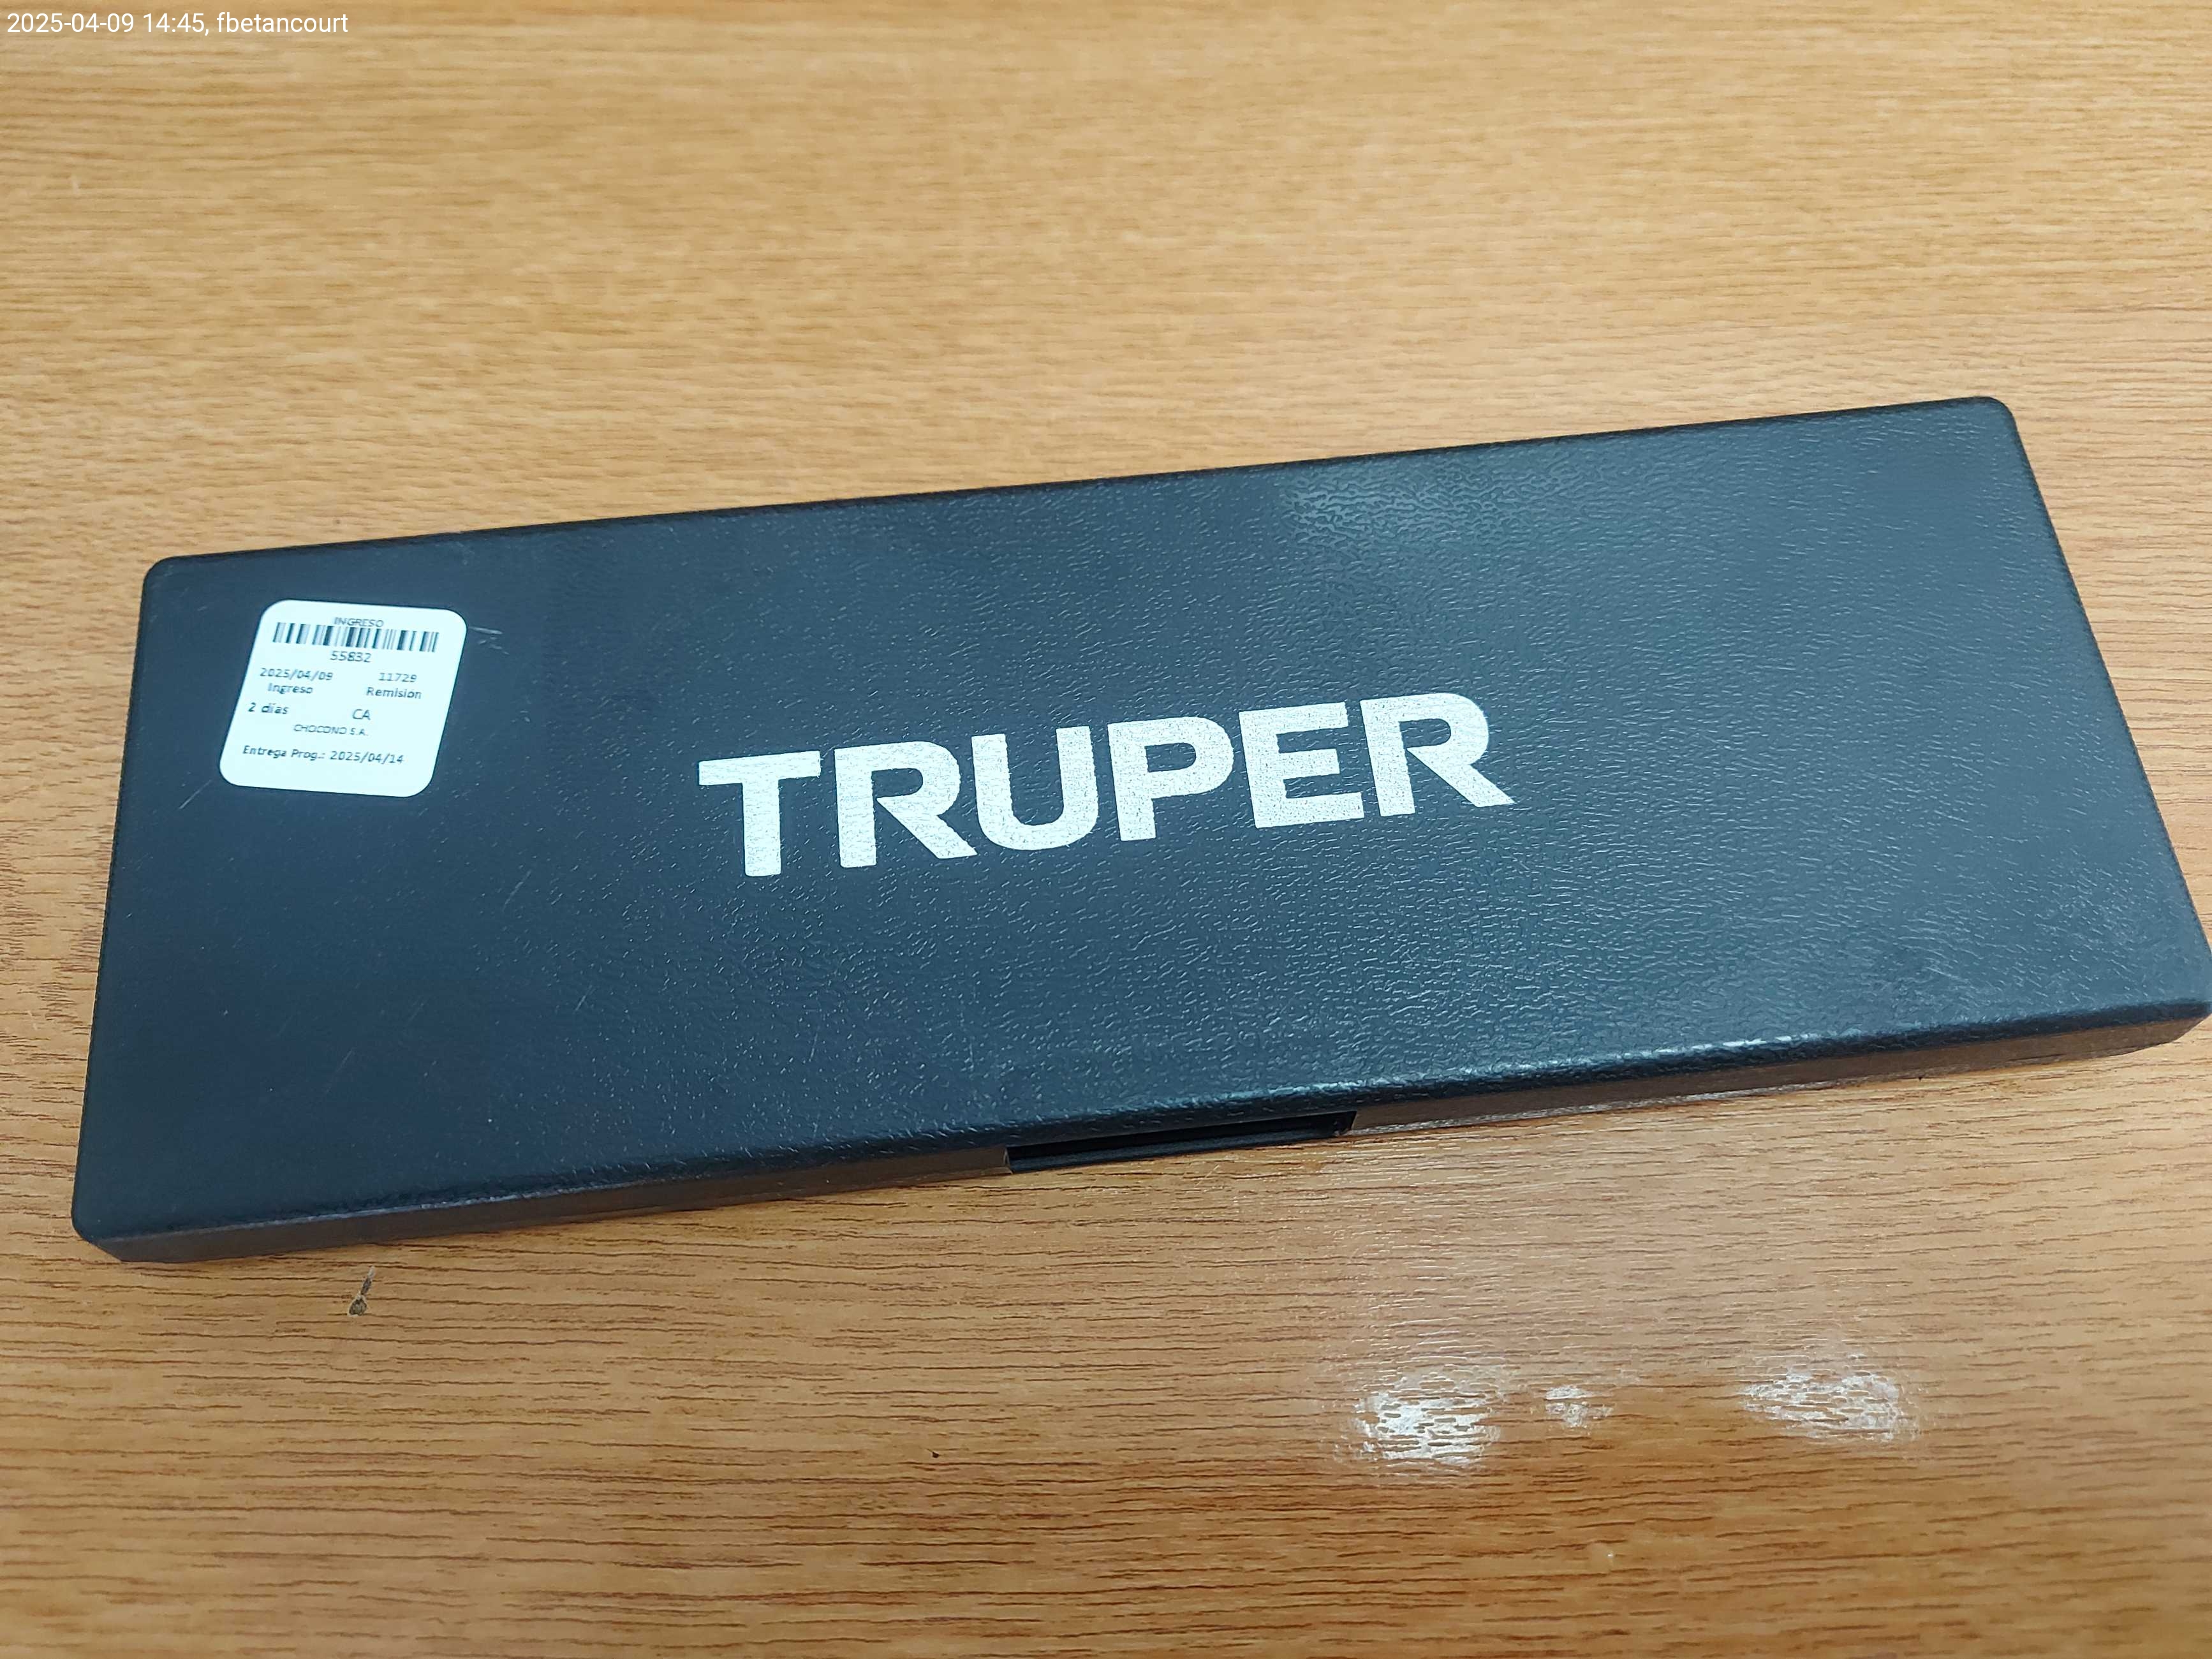 2025-04-09 14:45, fbetancourt
INGRESO
55832
2025/04/09 11729
Ingreso Remision
2 días CA
CHOCONO S.A.
Entrega Prog.: 2025/04/14
TRUPER